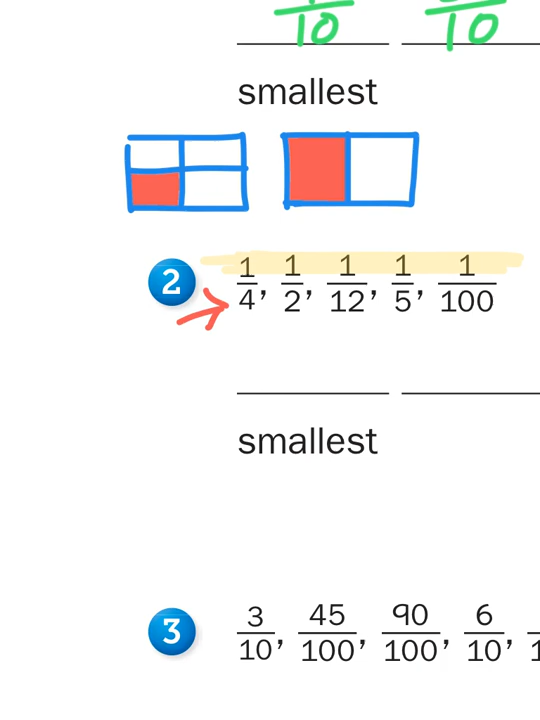 10 10
smallest
2 1/4, 1/2, 1/12, 1/5, 1/100
smallest
3 3/10, 45/100, 90/100, 6/10,